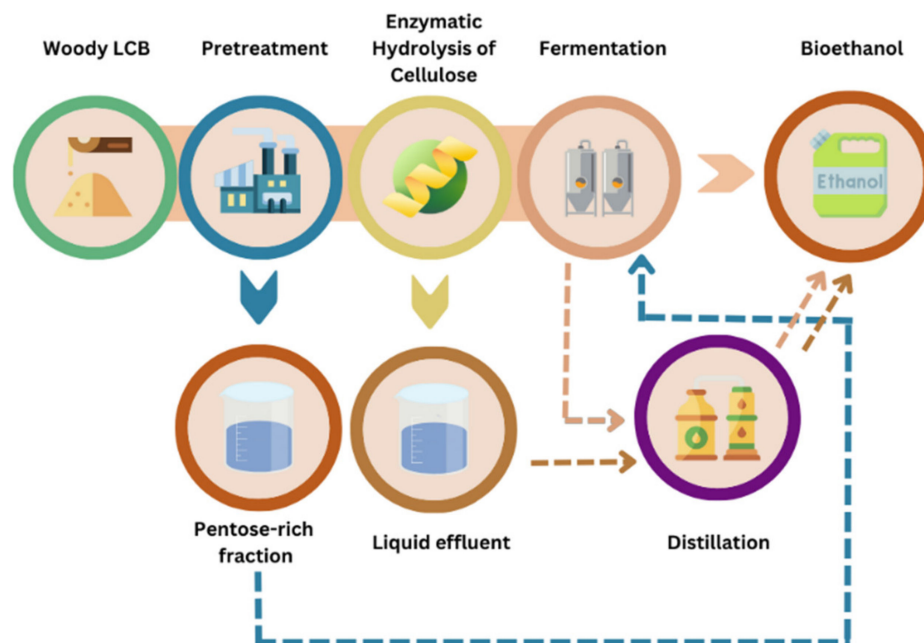 Woody LCB
Pretreatment
Enzymatic
Hydrolysis of
Cellulose
Fermentation
Bioethanol
Ethanol
Pentose-rich
fraction
Liquid effluent
Distillation